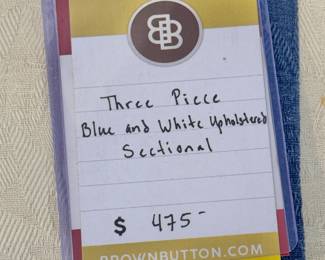 Three Piece
Blue and White Upholstered
Sectional
$ 475-
BROWNBUTTON.COM